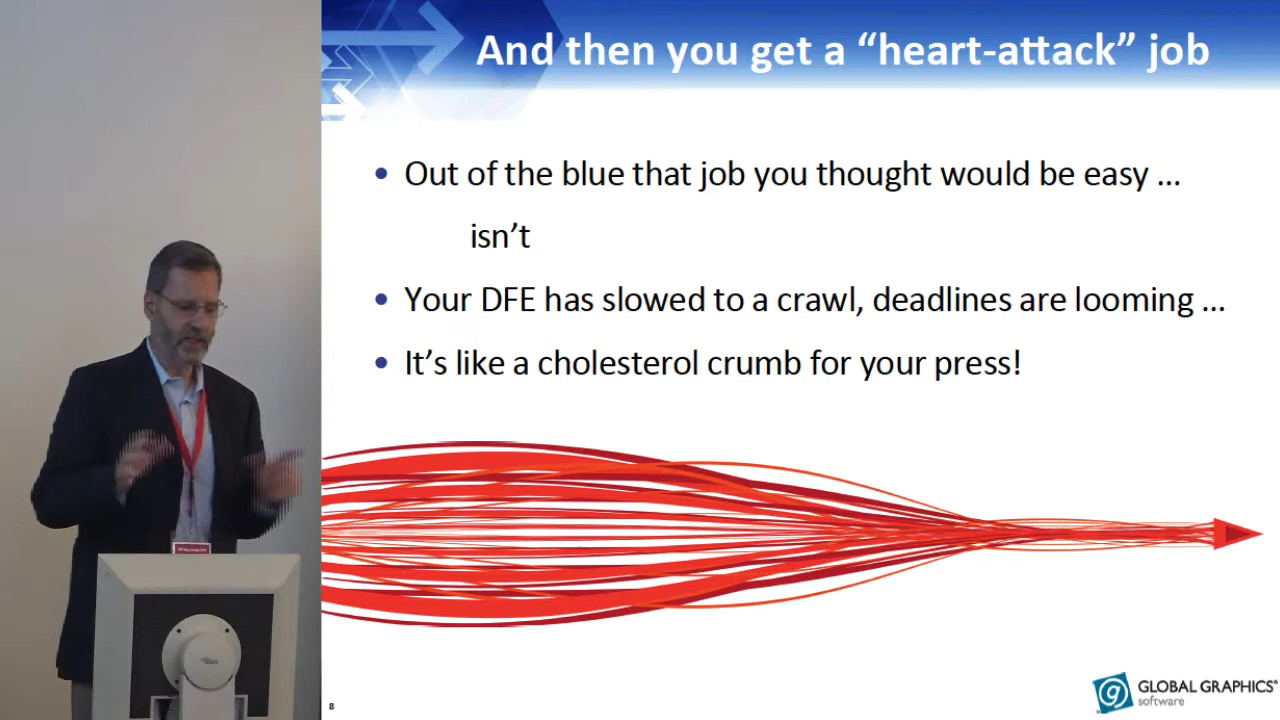 And then you get a “heart-attack” job
• Out of the blue that job you thought would be easy …
isn’t
• Your DFE has slowed to a crawl, deadlines are looming …
• It’s like a cholesterol crumb for your press!
8
g
GLOBAL GRAPHICS®
software